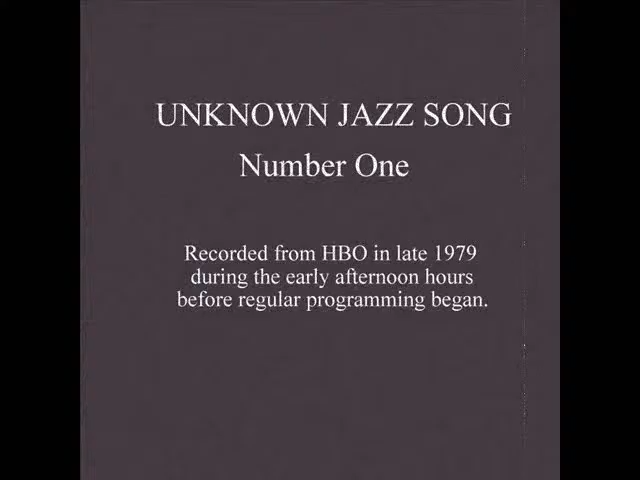 UNKNOWN JAZZ SONG
Number One
Recorded from HBO in late 1979
during the early afternoon hours
before regular programming began.